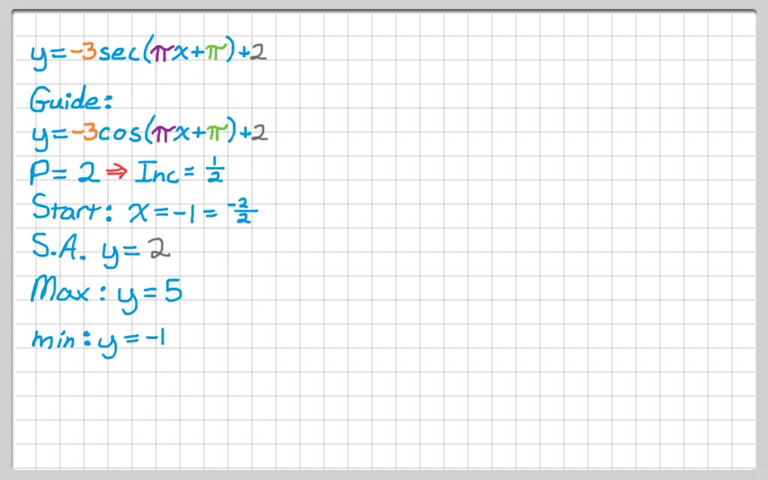 y=-3sec(πx+π)+2
Guide:
y=-3cos(πx+π)+2
P=2 ⇒ Inc=1/2
Start: x=-1=-2/2
S.A. y=2
Max: y=5
min: y=-1